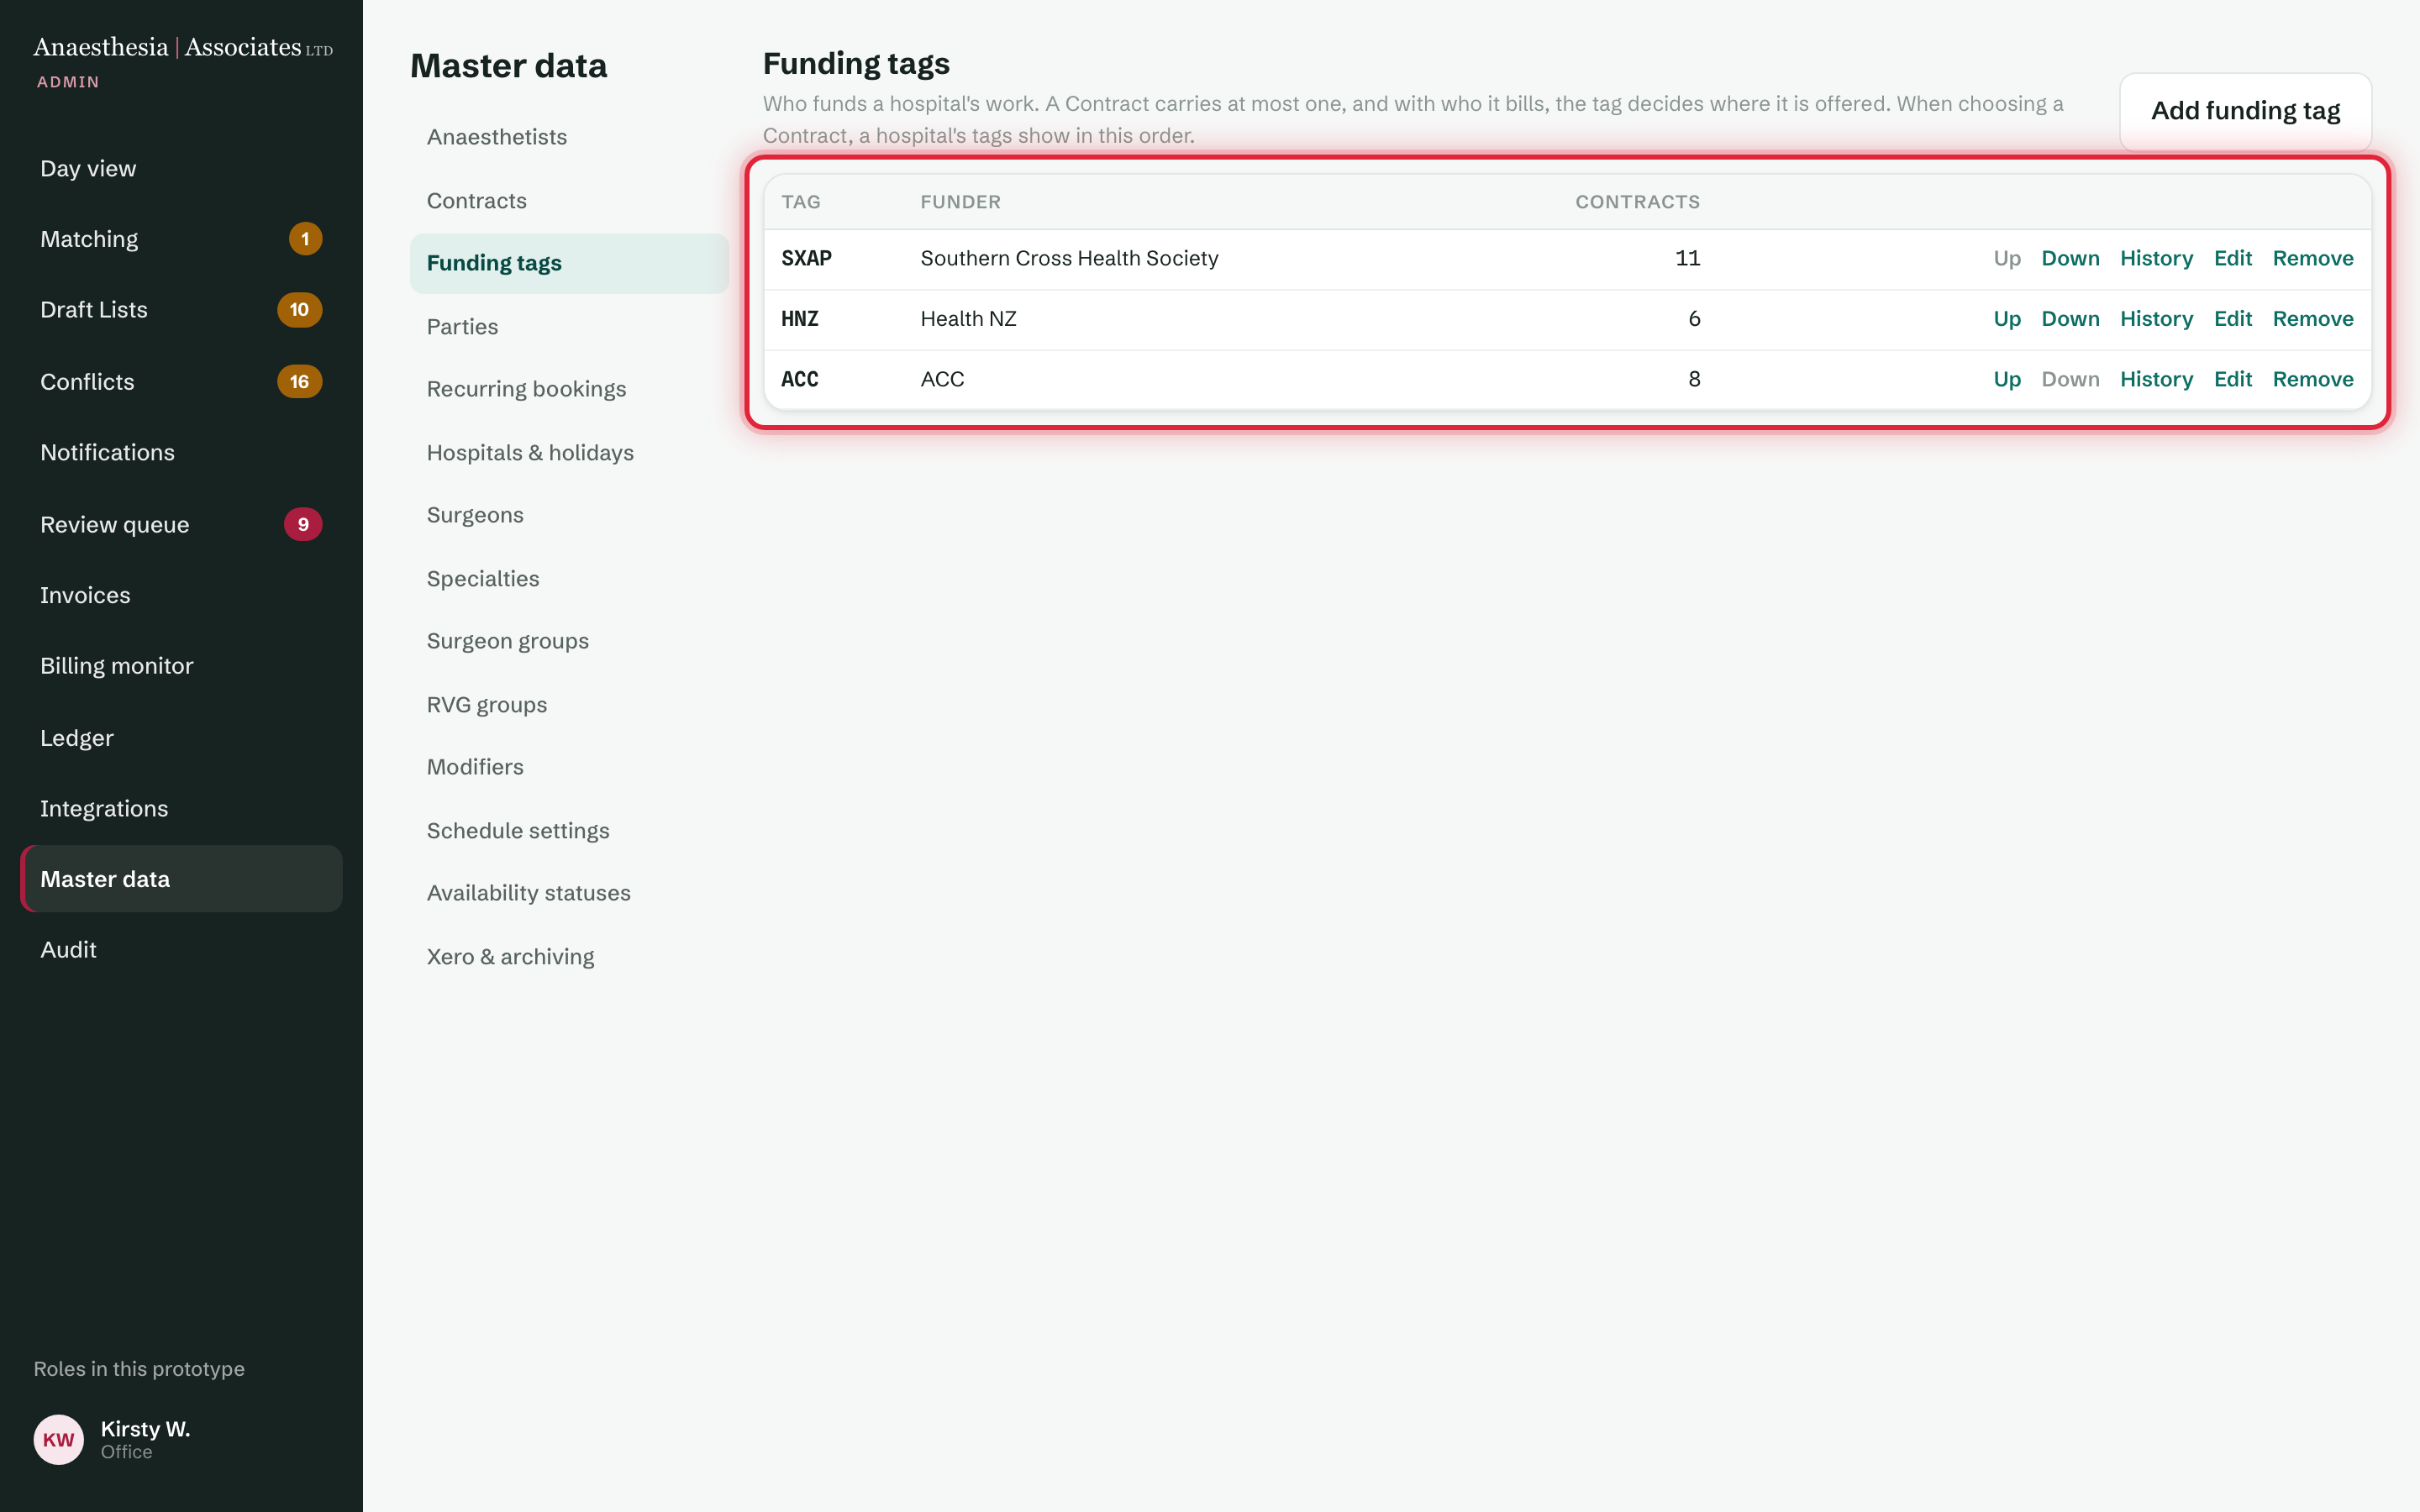 Anaesthesia | Associates LTD
ADMIN
Day view
Matching 1
Draft Lists 10
Conflicts 16
Notifications
Review queue 9
Invoices
Billing monitor
Ledger
Integrations
Master data
Audit
Roles in this prototype
KW
Kirsty W.
Office
Master data
Anaesthetists
Contracts
Funding tags
Parties
Recurring bookings
Hospitals & holidays
Surgeons
Specialties
Surgeon groups
RVG groups
Modifiers
Schedule settings
Availability statuses
Xero & archiving
Funding tags
Who funds a hospital's work. A Contract carries at most one, and with who it bills, the tag decides where it is offered. When choosing a
Contract, a hospital's tags show in this order.
Add funding tag
TAG FUNDER CONTRACTS
SXAP Southern Cross Health Society 11 Up Down History Edit Remove
HNZ Health NZ 6 Up Down History Edit Remove
ACC ACC 8 Up Down History Edit Remove